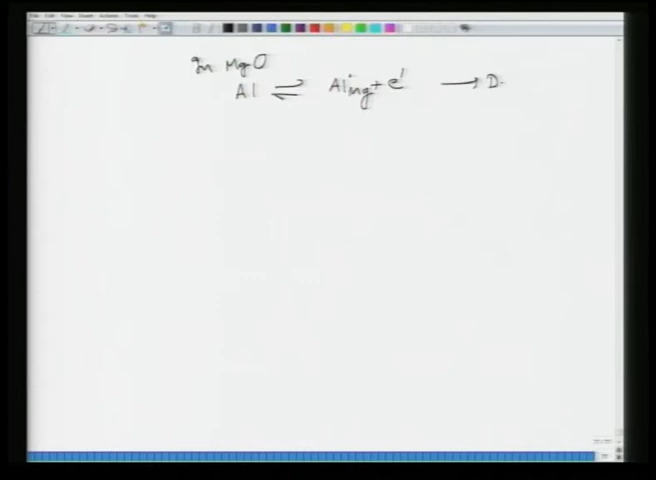 In MgO
Al ⇌ Al•Mg + e' → D.